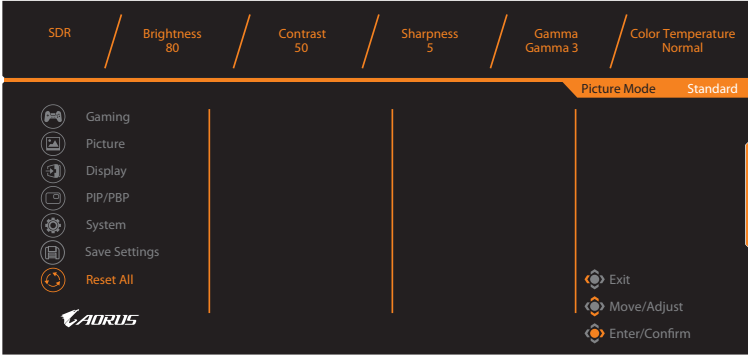 SDR
Brightness
80
Contrast
50
Sharpness
5
Gamma
Gamma 3
Color Temperature
Normal
Picture Mode Standard
Gaming
Picture
Display
PIP/PBP
System
Save Settings
Reset All
AORUS
Exit
Move/Adjust
Enter/Confirm